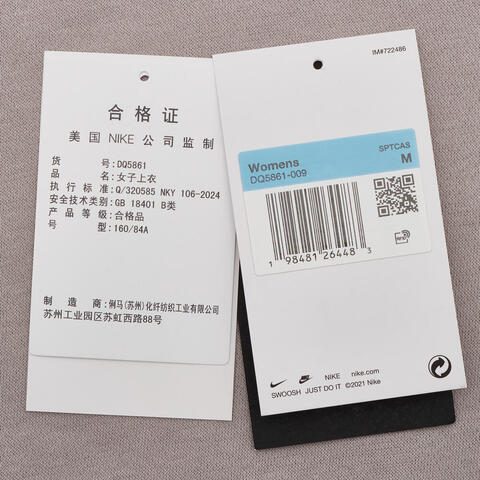 合格证
美国 NIKE 公司监制
货号:DQ5861
品名:女子上衣
执行标准:Q/320585 NKY 106-2024
安全技术类别:GB 18401 B类
产品等级:合格品
号型:160/84A
制造商:俐马(苏州)化纤纺织工业有限公司
苏州工业园区苏虹西路88号
IM#722486
SPTCAS
Womens M
DQ5861-009
1 98481 26448 3
RFID
NIKE nike.com
SWOOSH JUST DO IT ©2021 Nike